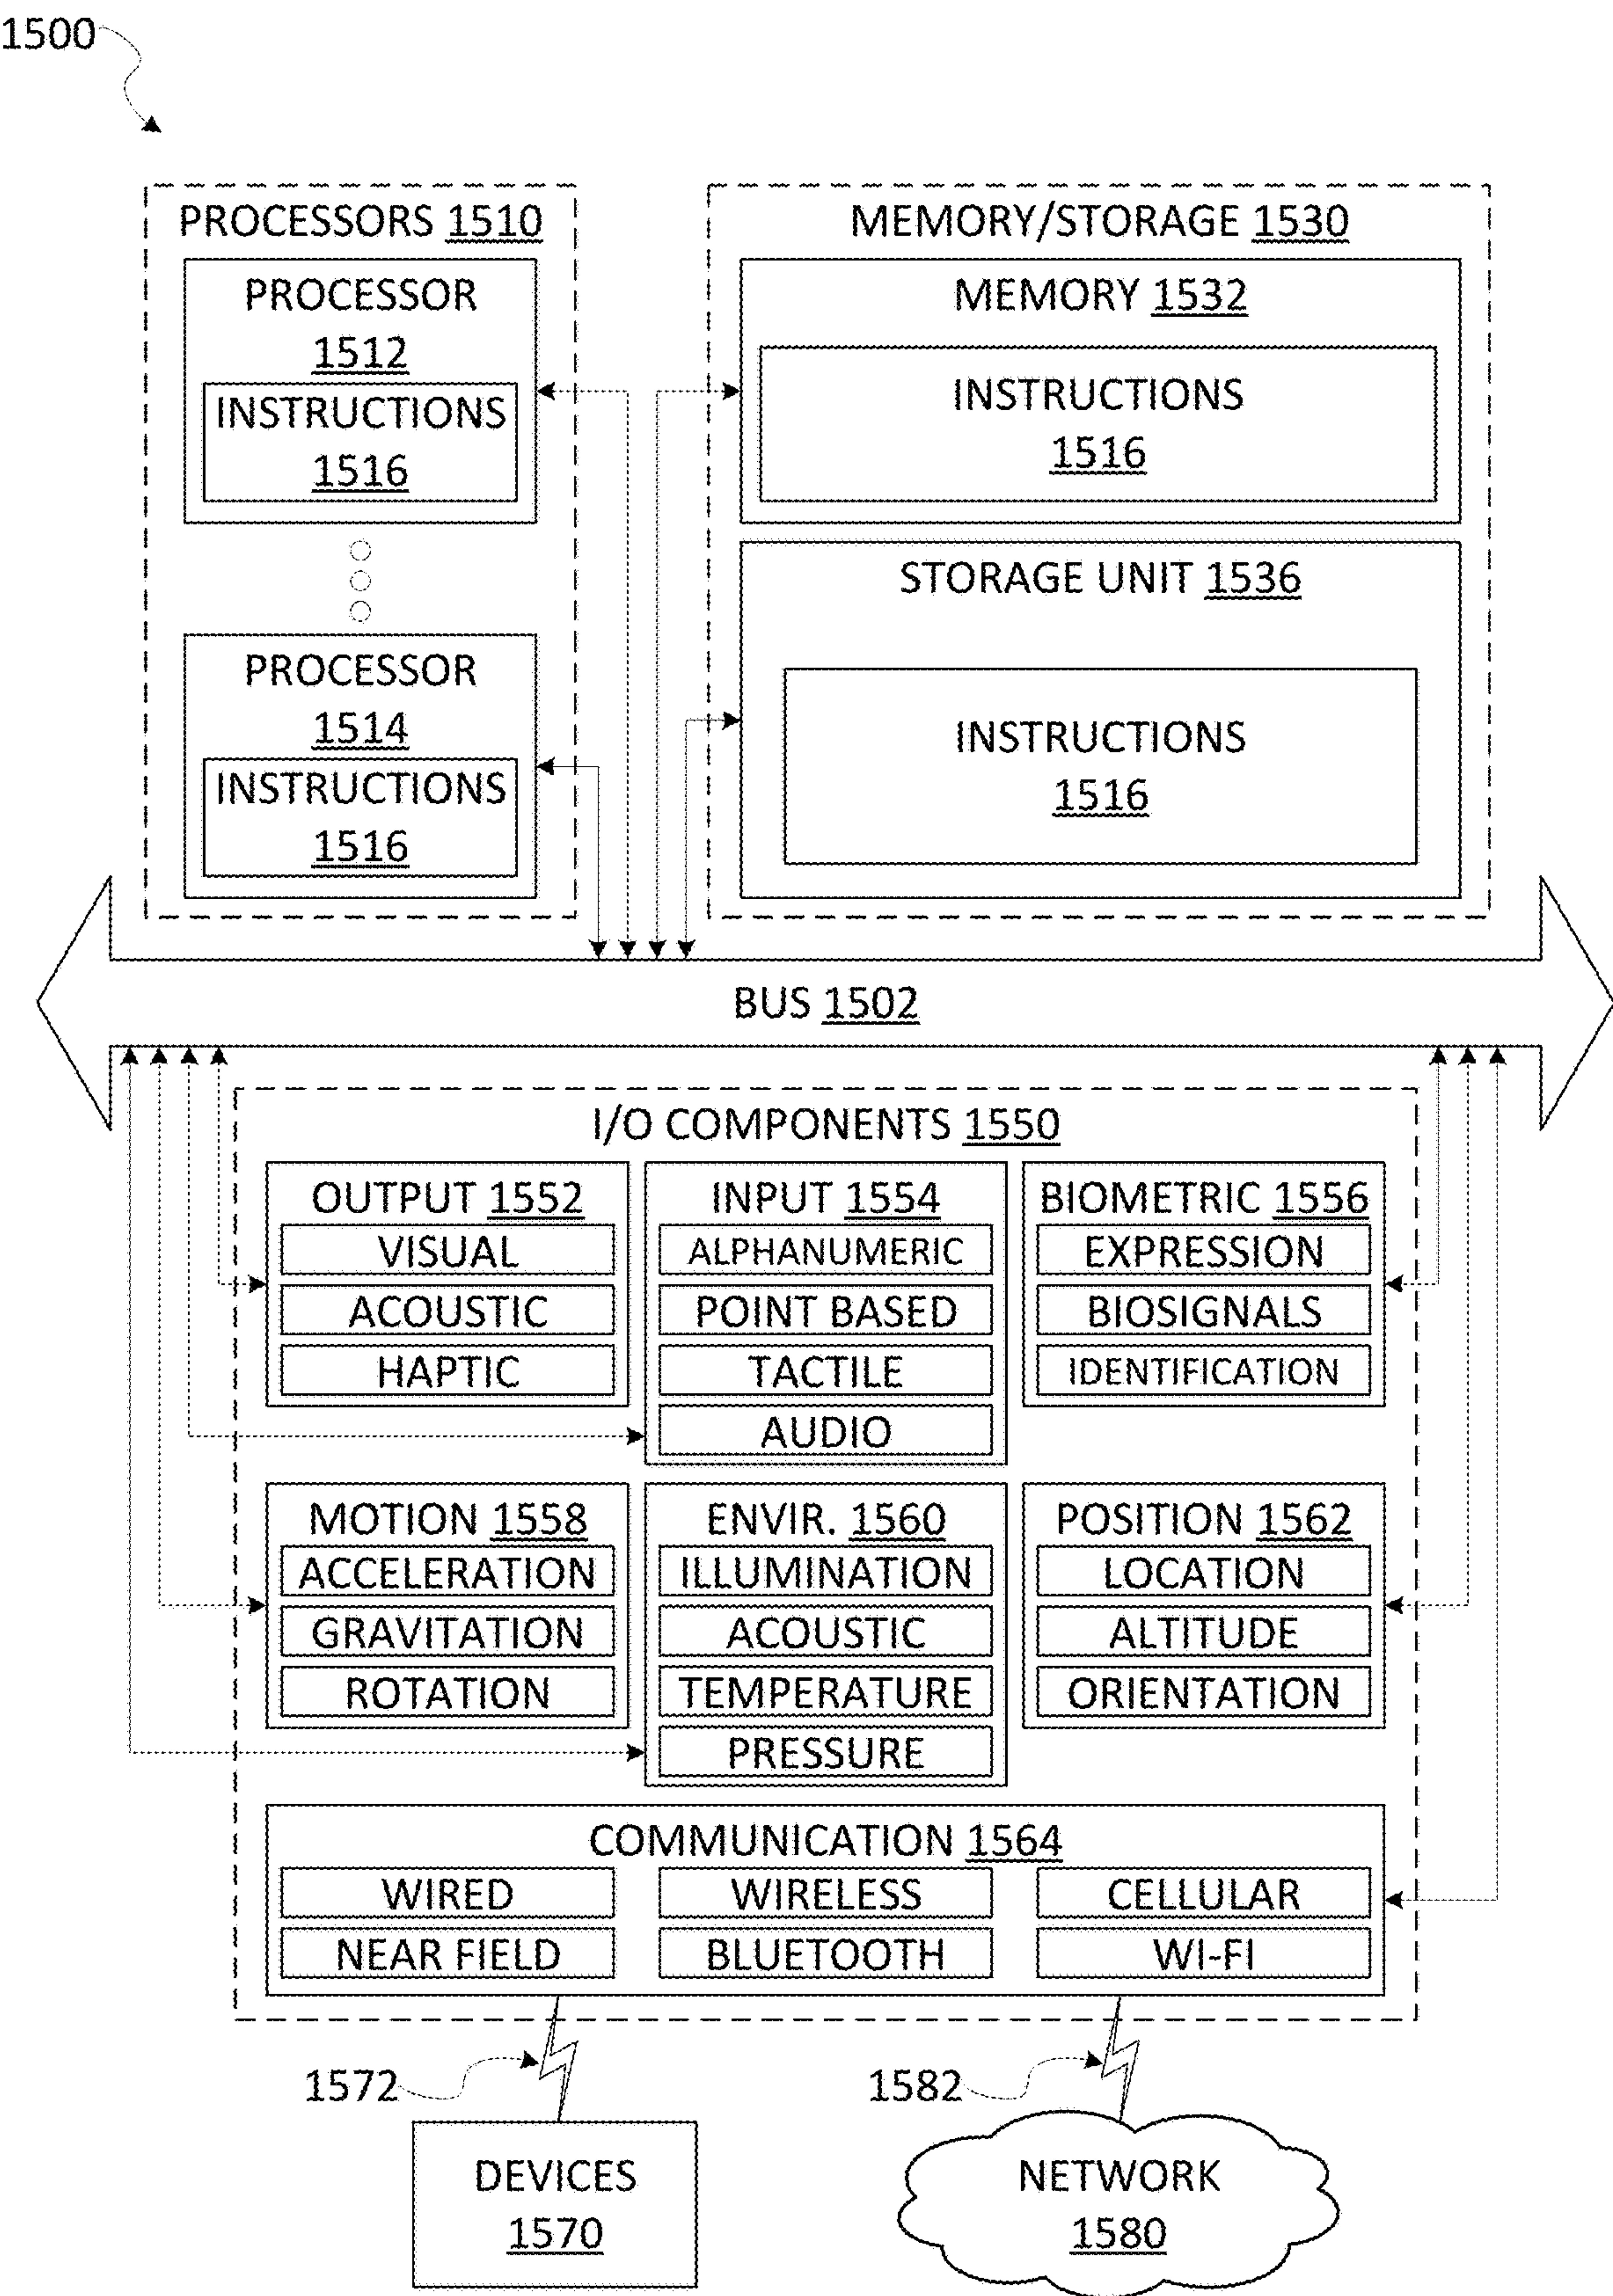 1500
PROCESSORS 1510
PROCESSOR
1512
INSTRUCTIONS
1516
PROCESSOR
1514
INSTRUCTIONS
1516
MEMORY/STORAGE 1530
MEMORY 1532
INSTRUCTIONS
1516
STORAGE UNIT 1536
INSTRUCTIONS
1516
BUS 1502
I/O COMPONENTS 1550
OUTPUT 1552
VISUAL
ACOUSTIC
HAPTIC
INPUT 1554
ALPHANUMERIC
POINT BASED
TACTILE
AUDIO
BIOMETRIC 1556
EXPRESSION
BIOSIGNALS
IDENTIFICATION
MOTION 1558
ACCELERATION
GRAVITATION
ROTATION
ENVIR. 1560
ILLUMINATION
ACOUSTIC
TEMPERATURE
PRESSURE
POSITION 1562
LOCATION
ALTITUDE
ORIENTATION
COMMUNICATION 1564
WIRED
WIRELESS
CELLULAR
NEAR FIELD
BLUETOOTH
WI-FI
1572
1582
DEVICES
1570
NETWORK
1580